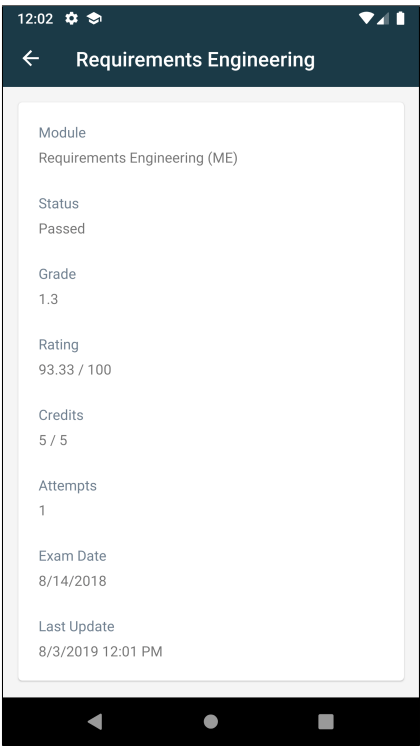 12:02
Requirements Engineering
Module
Requirements Engineering (ME)
Status
Passed
Grade
1.3
Rating
93.33 / 100
Credits
5 / 5
Attempts
1
Exam Date
8/14/2018
Last Update
8/3/2019 12:01 PM